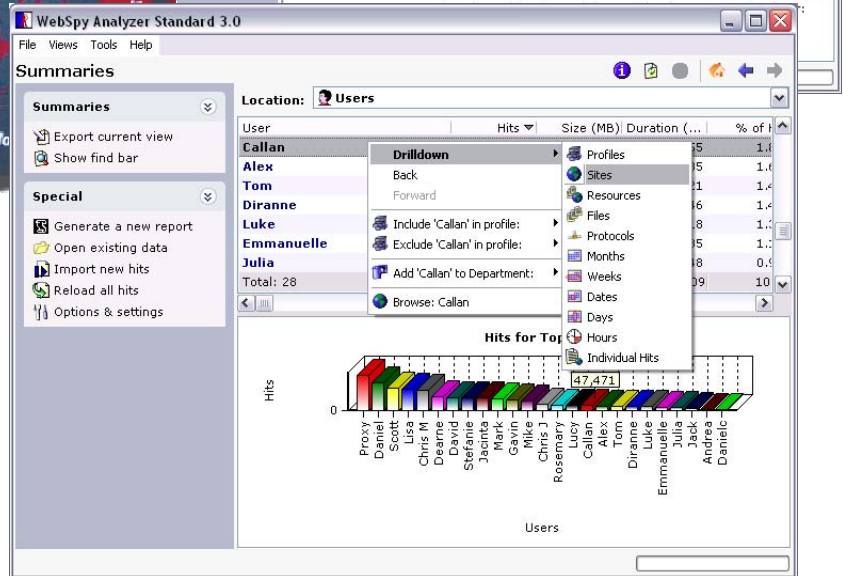 WebSpy Analyzer Standard 3.0
File Views Tools Help
Summaries
Summaries
Export current view
Show find bar
Special
Generate a new report
Open existing data
Import new hits
Reload all hits
Options & settings
Location: Users
User Hits Size (MB) Duration (... % of
Callan
Alex
Tom
Diranne
Luke
Emmanuelle
Julia
Total: 28
Drilldown
Back
Forward
Include 'Callan' in profile:
Exclude 'Callan' in profile:
Add 'Callan' to Department:
Browse: Callan
Profiles
Sites
Resources
Files
Protocols
Months
Weeks
Dates
Days
Hours
Individual Hits
Hits for Top
47,471
Hits
0
Proxy
Daniel
Scott
Lisa
Chris M
Dearne
David
Stefanie
Jacinta
Mark
Gavin
Mike
Chris J
Rosemary
Lucy
Callan
Alex
Tom
Diranne
Luke
Emmanuelle
Julia
Jack
Andrea
Danielc
Users